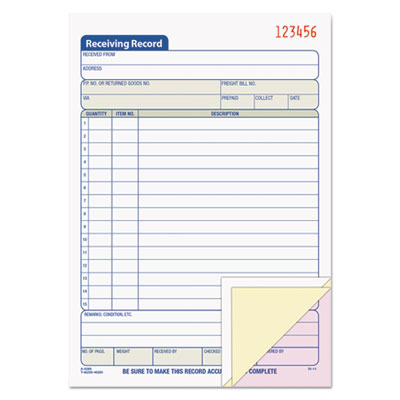 123456
Receiving Record
RECEIVED FROM
ADDRESS
P.P. NO. OR RETURNED GOODS NO. FREIGHT BILL NO.
VIA PREPAID COLLECT DATE
QUANTITY ITEM NO. DESCRIPTION
1
2
3
4
5
6
7
8
9
10
11
12
13
14
15
REMARKS: CONDITION, ETC.
NO. OF PKGS. WEIGHT RECEIVED BY CHECKED
BE SURE TO MAKE THIS RECORD ACCU COMPLETE